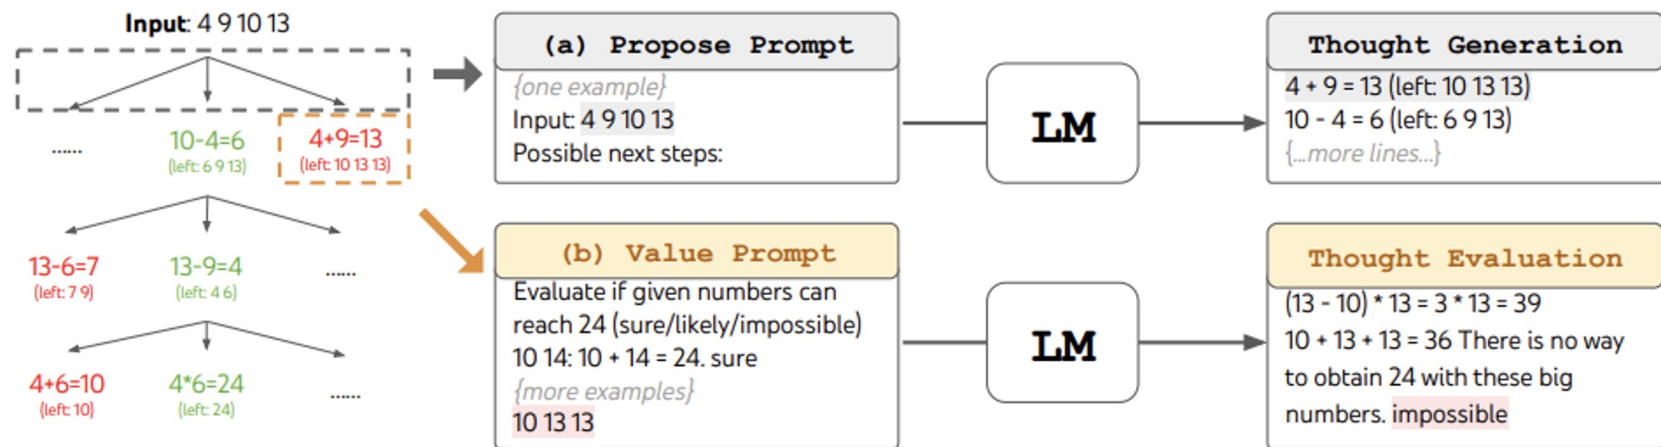 Input: 4 9 10 13
......
10-4=6
(left: 6 9 13)
4+9=13
(left: 10 13 13)
13-6=7
(left: 7 9)
13-9=4
(left: 4 6)
......
4+6=10
(left: 10)
4*6=24
(left: 24)
......
(a) Propose Prompt
{one example}
Input: 4 9 10 13
Possible next steps:
LM
Thought Generation
4 + 9 = 13 (left: 10 13 13)
10 - 4 = 6 (left: 6 9 13)
{...more lines...}
(b) Value Prompt
Evaluate if given numbers can
reach 24 (sure/likely/impossible)
10 14: 10 + 14 = 24. sure
{more examples}
10 13 13
LM
Thought Evaluation
(13 - 10) * 13 = 3 * 13 = 39
10 + 13 + 13 = 36 There is no way
to obtain 24 with these big
numbers. impossible